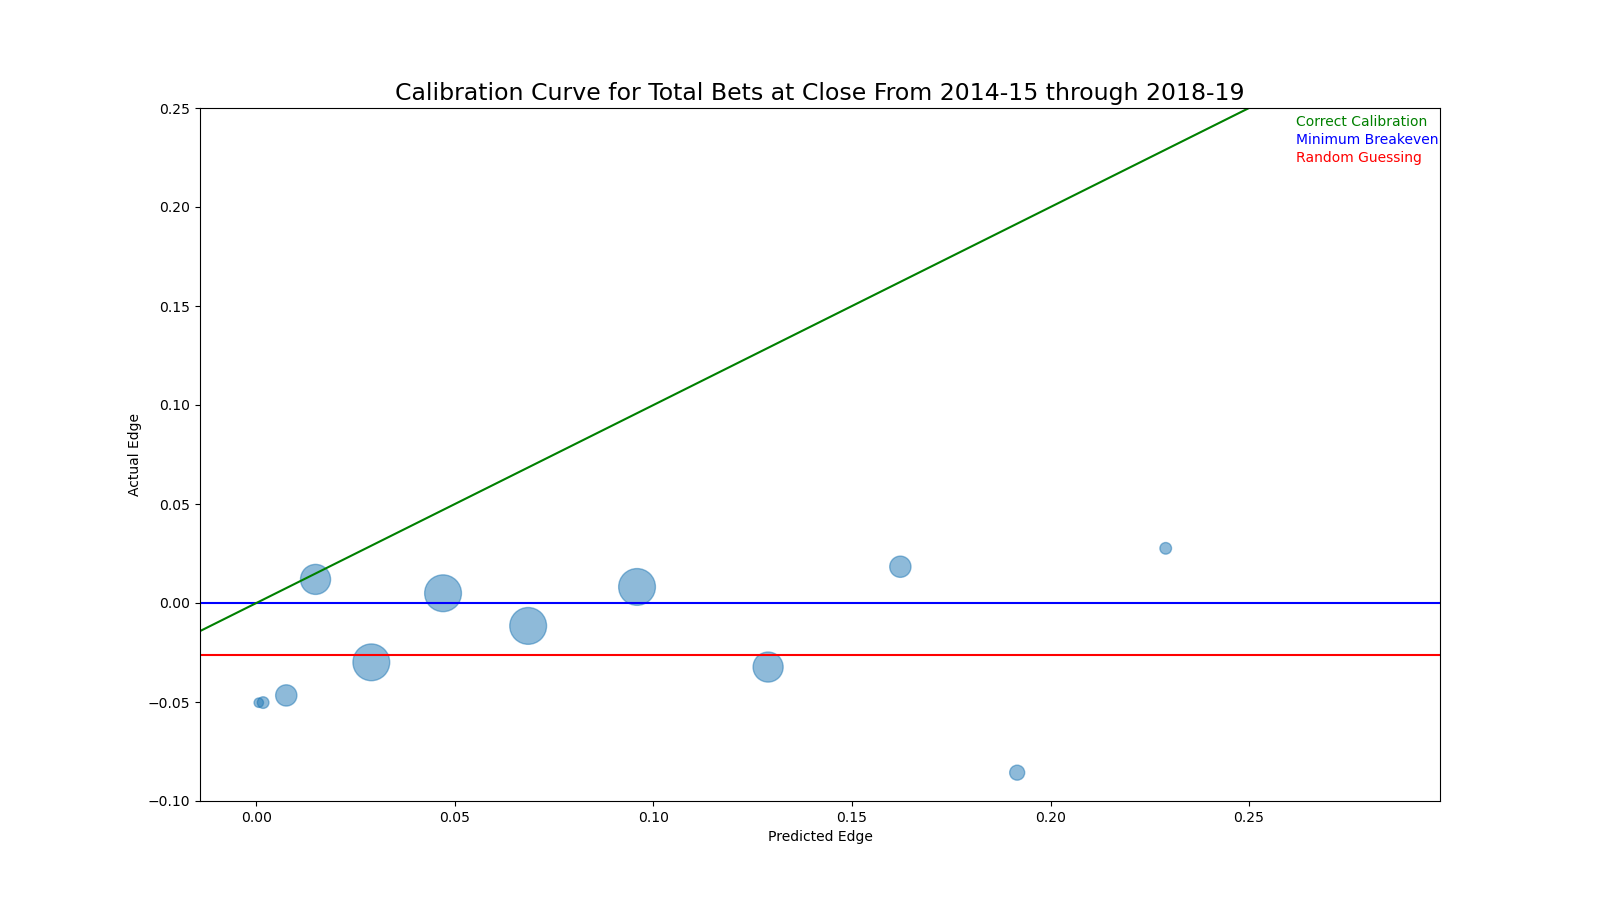 Calibration Curve for Total Bets at Close From 2014-15 through 2018-19
Correct Calibration
Minimum Breakeven
Random Guessing
0.25
0.20
0.15
0.10
0.05
0.00
−0.05
−0.10
Actual Edge
0.00 0.05 0.10 0.15 0.20 0.25
Predicted Edge